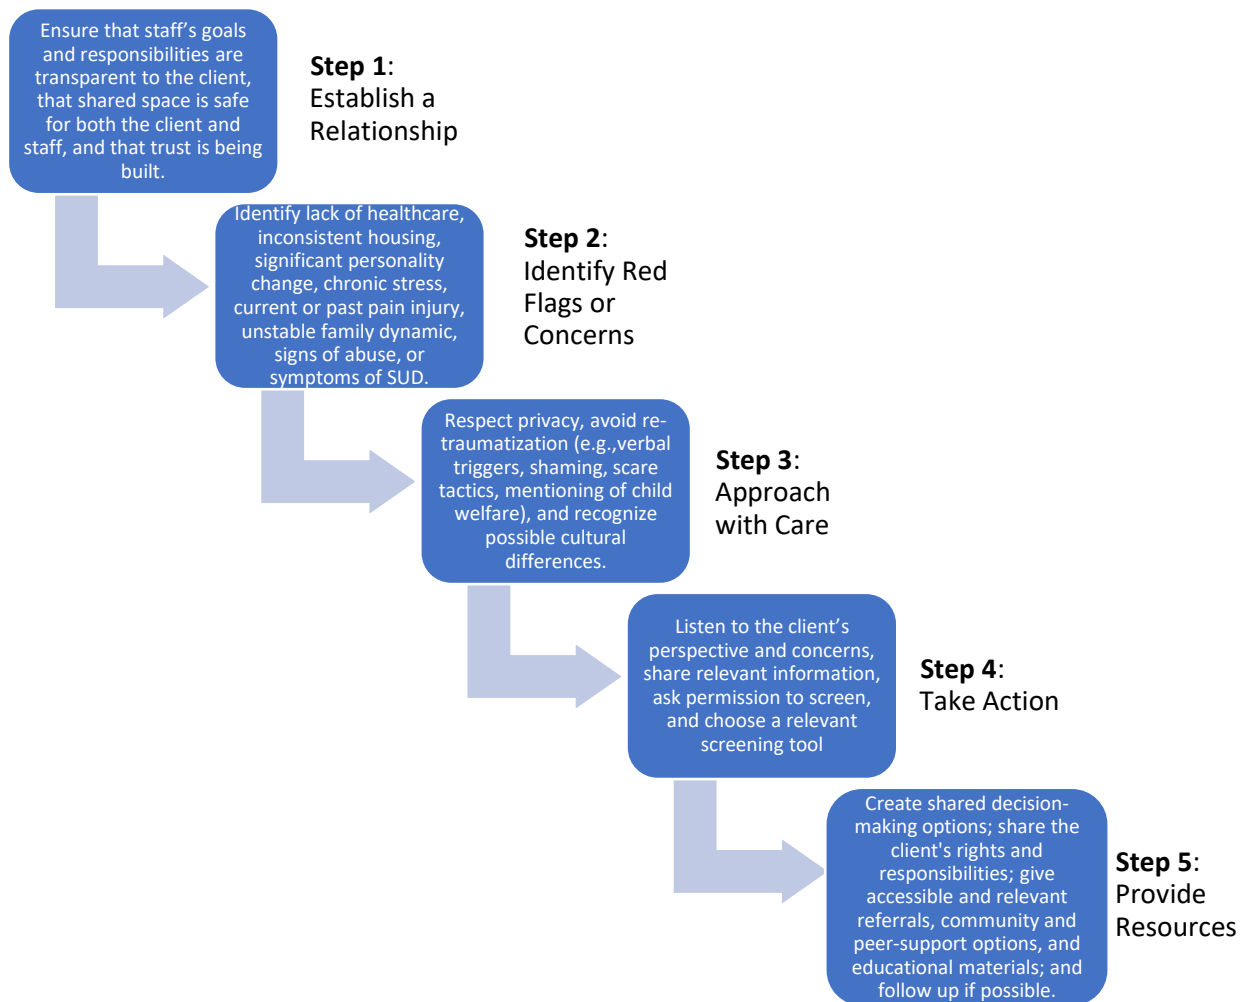 Ensure that staff's goals
and responsibilities are
transparent to the client,
that shared space is safe
for both the client and
staff, and that trust is being
built.
Step 1:
Establish a
Relationship
Identify lack of healthcare,
inconsistent housing,
significant personality
change, chronic stress,
current or past pain injury,
unstable family dynamic,
signs of abuse, or
symptoms of SUD.
Step 2:
Identify Red
Flags or
Concerns
Respect privacy, avoid re-
traumatization (e.g.,verbal
triggers, shaming, scare
tactics, mentioning of child
welfare), and recognize
possible cultural
differences.
Step 3:
Approach
with Care
Listen to the client's
perspective and concerns,
share relevant information,
ask permission to screen,
and choose a relevant
screening tool
Step 4:
Take Action
Create shared decision-
making options; share the
client's rights and
responsibilities; give
accessible and relevant
referrals, community and
peer-support options, and
educational materials; and
follow up if possible.
Step 5:
Provide
Resources